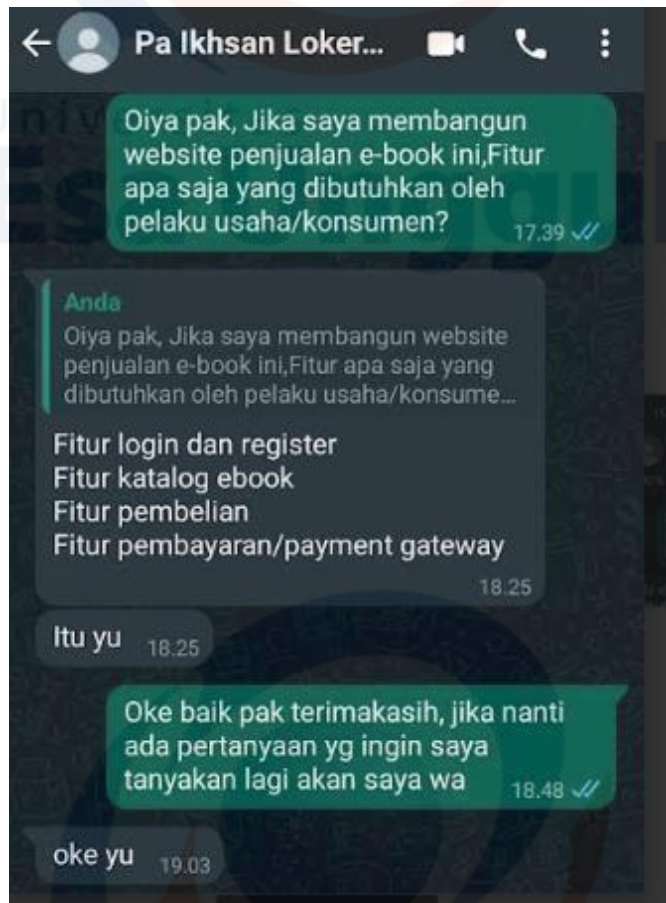 Pa Ikhsan Loker...
Oiya pak, Jika saya membangun
website penjualan e-book ini,Fitur
apa saja yang dibutuhkan oleh
pelaku usaha/konsumen?
17.39
Anda
Oiya pak, Jika saya membangun website
penjualan e-book ini,Fitur apa saja yang
dibutuhkan oleh pelaku usaha/konsume...
Fitur login dan register
Fitur katalog ebook
Fitur pembelian
Fitur pembayaran/payment gateway
18.25
Itu yu 18.25
Oke baik pak terimakasih, jika nanti
ada pertanyaan yg ingin saya
tanyakan lagi akan saya wa
18.48
oke yu 19.03